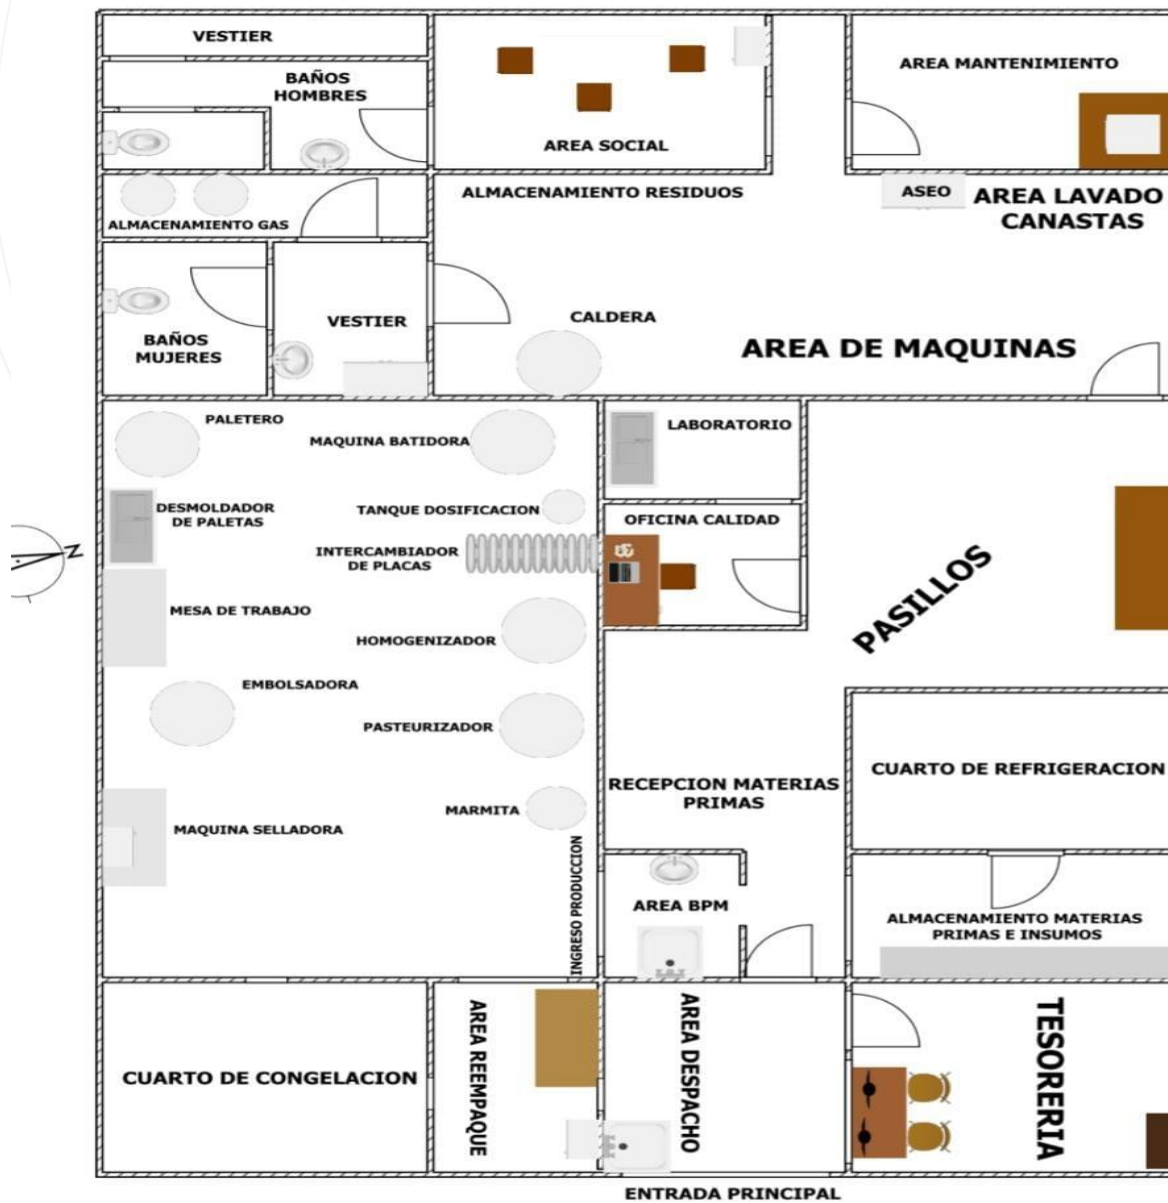 VESTIER
BAÑOS
HOMBRES
AREA SOCIAL
AREA MANTENIMIENTO
ALMACENAMIENTO RESIDUOS
ASEO
AREA LAVADO
CANASTAS
ALMACENAMIENTO GAS
BAÑOS
MUJERES
VESTIER
CALDERA
AREA DE MAQUINAS
PALETERO
MAQUINA BATIDORA
LABORATORIO
DESMOLDADOR
DE PALETAS
TANQUE DOSIFICACION
OFICINA CALIDAD
INTERCAMBIADOR
DE PLACAS
N
PASILLOS
MESA DE TRABAJO
HOMOGENIZADOR
EMBOLSADORA
PASTEURIZADOR
RECEPCION MATERIAS
PRIMAS
CUARTO DE REFRIGERACION
MARMITA
MAQUINA SELLADORA
INGRESO PRODUCCION
AREA BPM
ALMACENAMIENTO MATERIAS
PRIMAS E INSUMOS
CUARTO DE CONGELACION
AREA REEMPAQUE
AREA DESPACHO
TESORERIA
ENTRADA PRINCIPAL